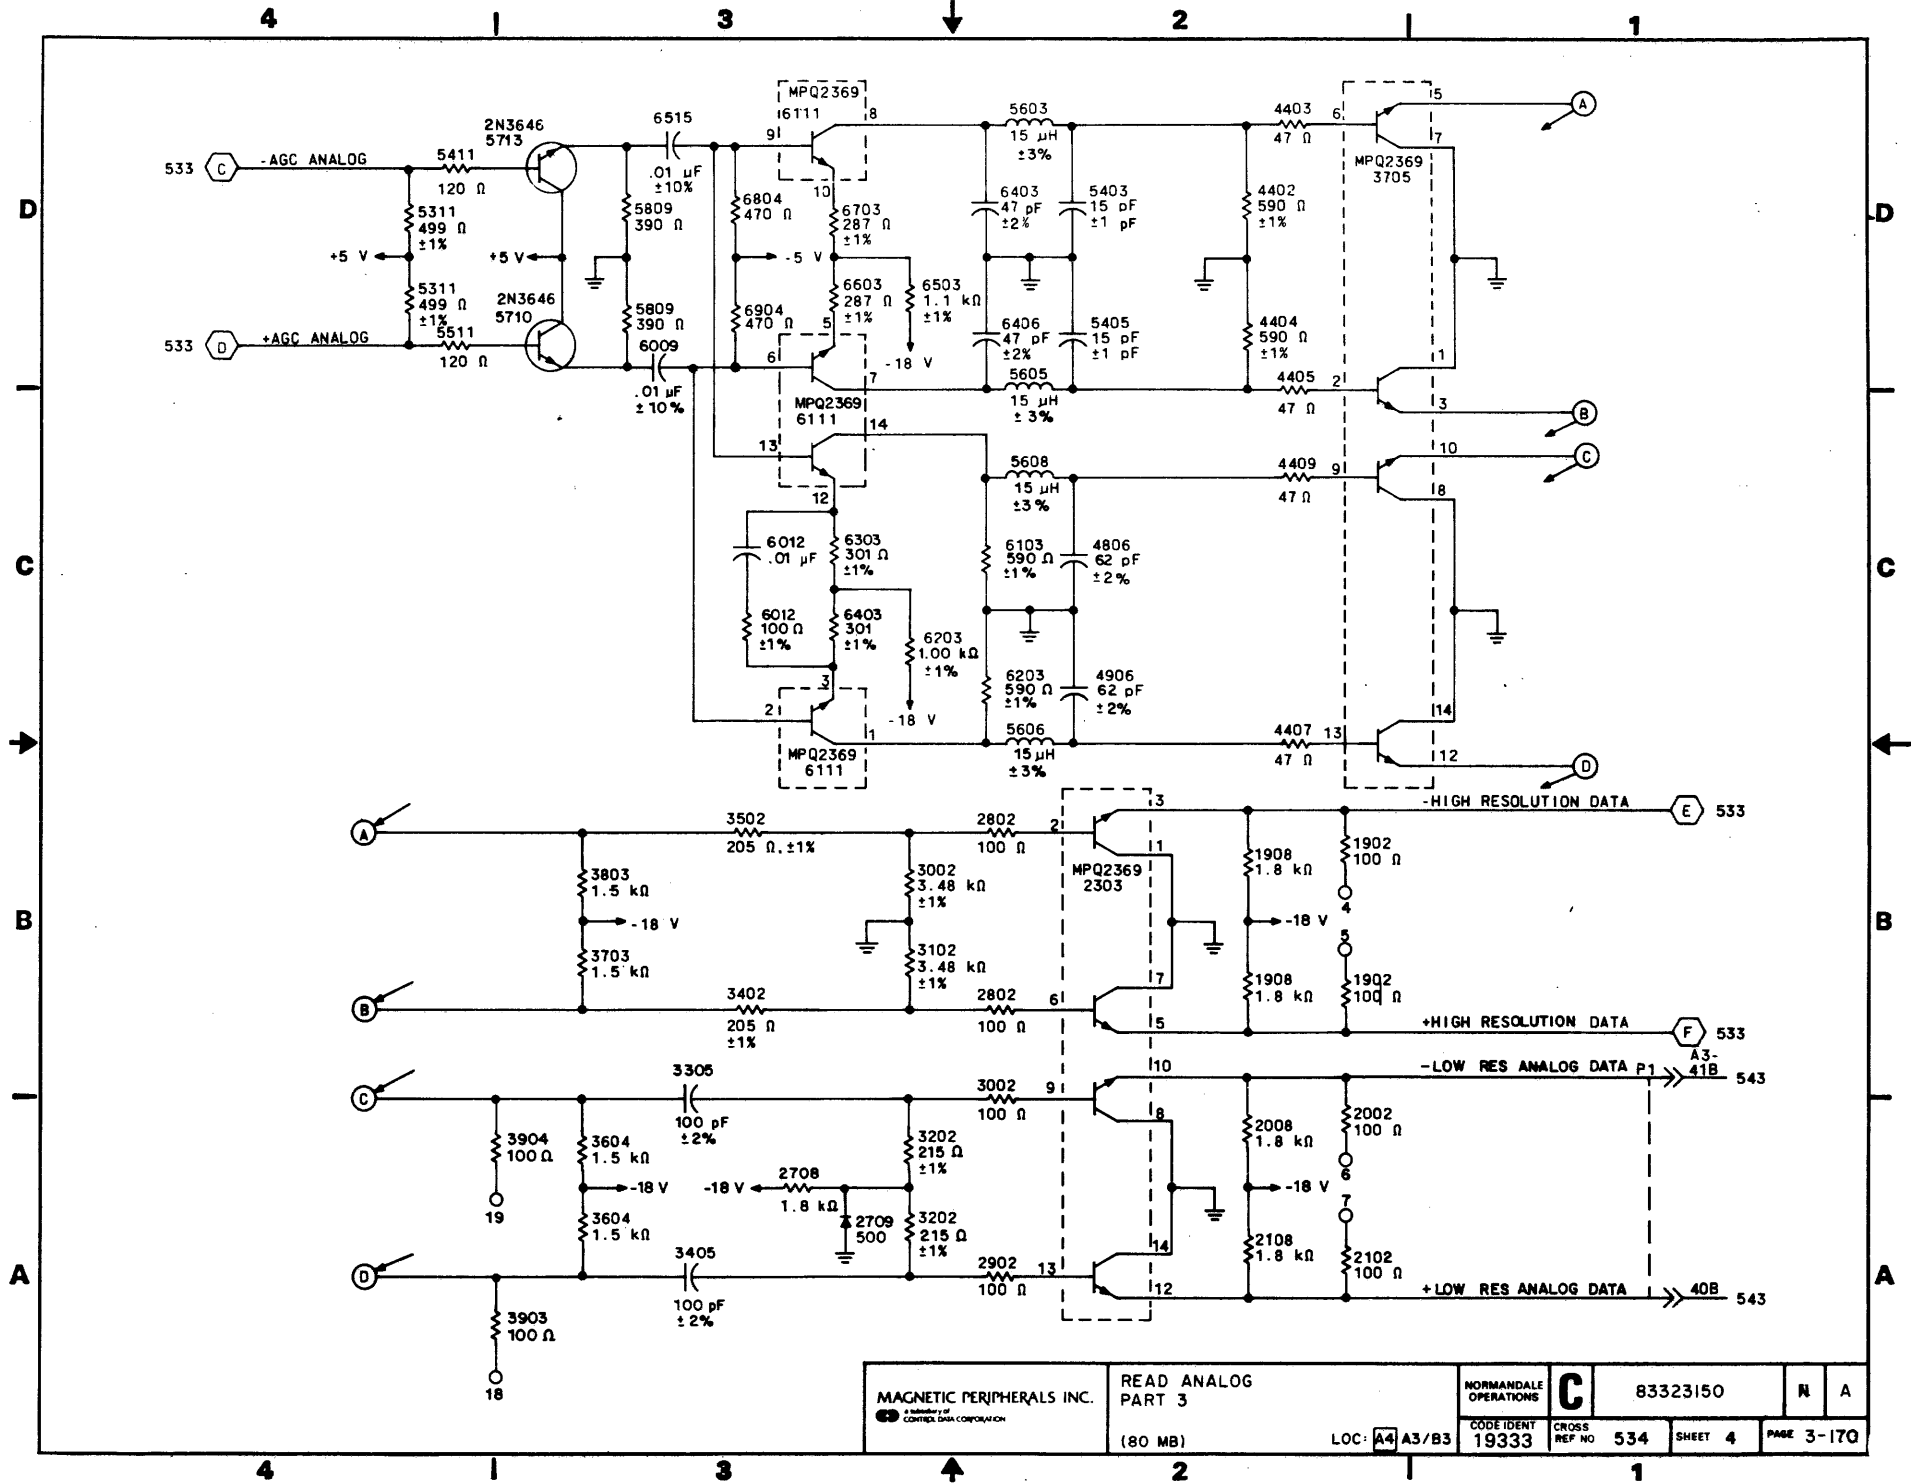 4 3 2 1
MPQ2369
6111
8
9
10
2N3646
5713
6515
.01 µF
±10%
5603
15 µH
±3%
4403
47 Ω
6
5
7
A
MPQ2369
3705
533 C -AGC ANALOG
5411
120 Ω
D
5311
499 Ω
±1%
+5 V
+5 V
5809
390 Ω
6804
470 Ω
-5 V
6703
287 Ω
±1%
6403
47 pF
±2%
5403
15 pF
±1 pF
4402
590 Ω
±1%
D
5311
499 Ω
±1%
2N3646
5710
5809
390 Ω
6904
470 Ω
6603
287 Ω
±1%
6503
1.1 kΩ
±1%
-18 V
6406
47 pF
±2%
5405
15 pF
±1 pF
4404
590 Ω
±1%
533 D +AGC ANALOG
5511
120 Ω
6009
.01 µF
±10%
5
6
7
MPQ2369
6111
5605
15 µH
±3%
4405
47 Ω
2
1
3
B
13
14
12
5608
15 µH
±3%
4409
47 Ω
9
10
8
C
C
6012
.01 µF
6303
301 Ω
±1%
6103
590 Ω
±1%
4806
62 pF
±2%
C
6012
100 Ω
±1%
6403
301
±1%
6203
1.00 kΩ
±1%
-18 V
6203
590 Ω
±1%
4906
62 pF
±2%
3
2
1
MPQ2369
6111
5606
15 µH
±3%
4407
47 Ω
13
14
12
D
A
3502
205 Ω, ±1%
2802
100 Ω
2
3
1
MPQ2369
2303
-HIGH RESOLUTION DATA E 533
3803
1.5 kΩ
3002
3.48 kΩ
±1%
1908
1.8 kΩ
1902
100 Ω
4
B
-18 V
-18 V
5
B
3703
1.5 kΩ
3102
3.48 kΩ
±1%
7
1908
1.8 kΩ
1902
100 Ω
B
3402
205 Ω
±1%
2802
100 Ω
6
5
+HIGH RESOLUTION DATA F 533
C
3305
100 pF
±2%
3002
100 Ω
9
10
8
-LOW RES ANALOG DATA P1 A3-
41B 543
3904
100 Ω
19
3604
1.5 kΩ
3202
215 Ω
±1%
2008
1.8 kΩ
2002
100 Ω
6
-18 V
-18 V
2708
1.8 kΩ
2709
500
-18 V
7
3604
1.5 kΩ
3202
215 Ω
±1%
2108
1.8 kΩ
2102
100 Ω
A
D
3405
100 pF
±2%
2902
100 Ω
13
14
12
+LOW RES ANALOG DATA 40B 543
A
3903
100 Ω
18
MAGNETIC PERIPHERALS INC.
a subsidiary of
CONTROL DATA CORPORATION
READ ANALOG
PART 3
(80 MB)
LOC: A4 A3/B3
NORMANDALE
OPERATIONS
C
83323150
N
A
CODE IDENT
19333
CROSS
REF NO 534
SHEET 4
PAGE 3-170
4 3 2 1